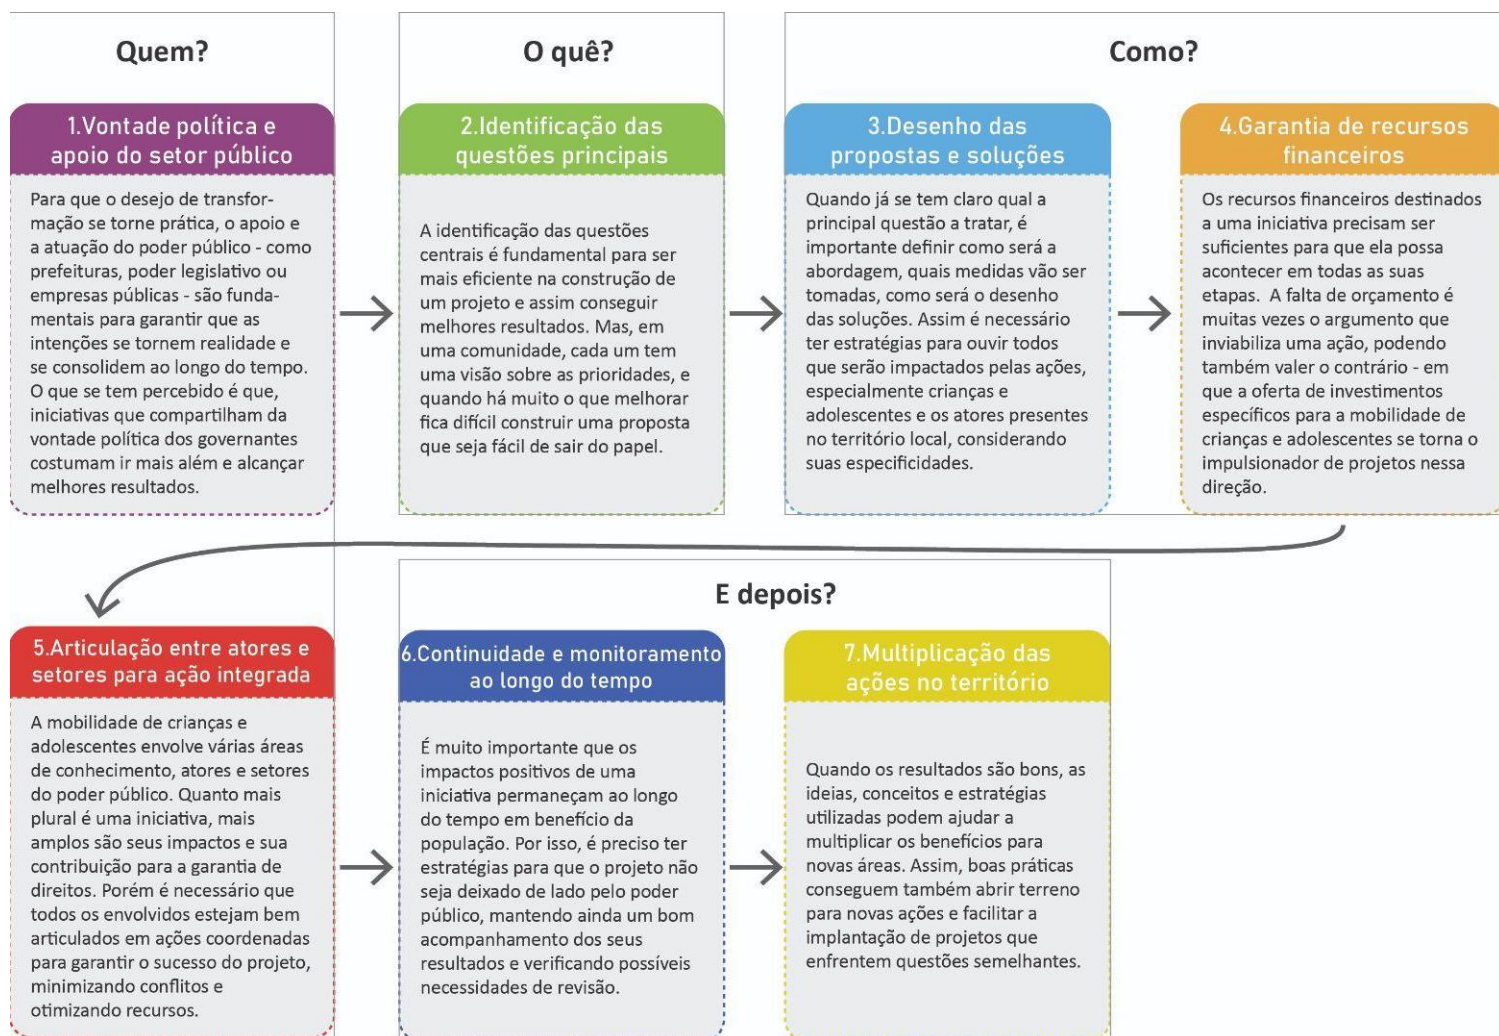 Quem?
1.Vontade política e
apoio do setor público
Para que o desejo de transfor-
mação se torne prática, o apoio e
a atuação do poder público - como
prefeituras, poder legislativo ou
empresas públicas - são funda-
mentais para garantir que as
intenções se tornem realidade e
se consolidem ao longo do tempo.
O que se tem percebido é que,
iniciativas que compartilham da
vontade política dos governantes
costumam ir mais além e alcançar
melhores resultados.
O quê?
2.Identificação das
questões principais
A identificação das questões
centrais é fundamental para ser
mais eficiente na construção de
um projeto e assim conseguir
melhores resultados. Mas, em
uma comunidade, cada um tem
uma visão sobre as prioridades, e
quando há muito o que melhorar
fica difícil construir uma proposta
que seja fácil de sair do papel.
Como?
3.Desenho das
propostas e soluções
Quando já se tem claro qual a
principal questão a tratar, é
importante definir como será a
abordagem, quais medidas vão ser
tomadas, como será o desenho
das soluções. Assim é necessário
ter estratégias para ouvir todos
que serão impactados pelas ações,
especialmente crianças e
adolescentes e os atores presentes
no território local, considerando
suas especificidades.
4.Garantia de recursos
financeiros
Os recursos financeiros destinados
a uma iniciativa precisam ser
suficientes para que ela possa
acontecer em todas as suas
etapas. A falta de orçamento é
muitas vezes o argumento que
inviabiliza uma ação, podendo
também valer o contrário - em
que a oferta de investimentos
específicos para a mobilidade de
crianças e adolescentes se torna o
impulsionador de projetos nessa
direção.
5.Articulação entre atores e
setores para ação integrada
A mobilidade de crianças e
adolescentes envolve várias áreas
de conhecimento, atores e setores
do poder público. Quanto mais
plural é uma iniciativa, mais
amplos são seus impactos e sua
contribuição para a garantia de
direitos. Porém é necessário que
todos os envolvidos estejam bem
articulados em ações coordenadas
para garantir o sucesso do projeto,
minimizando conflitos e
otimizando recursos.
E depois?
6.Continuidade e monitoramento
ao longo do tempo
É muito importante que os
impactos positivos de uma
iniciativa permaneçam ao longo
do tempo em benefício da
população. Por isso, é preciso ter
estratégias para que o projeto não
seja deixado de lado pelo poder
público, mantendo ainda um bom
acompanhamento dos seus
resultados e verificando possíveis
necessidades de revisão.
7.Multiplicação das
ações no território
Quando os resultados são bons, as
ideias, conceitos e estratégias
utilizadas podem ajudar a
multiplicar os benefícios para
novas áreas. Assim, boas práticas
conseguem também abrir terreno
para novas ações e facilitar a
implantação de projetos que
enfrentem questões semelhantes.